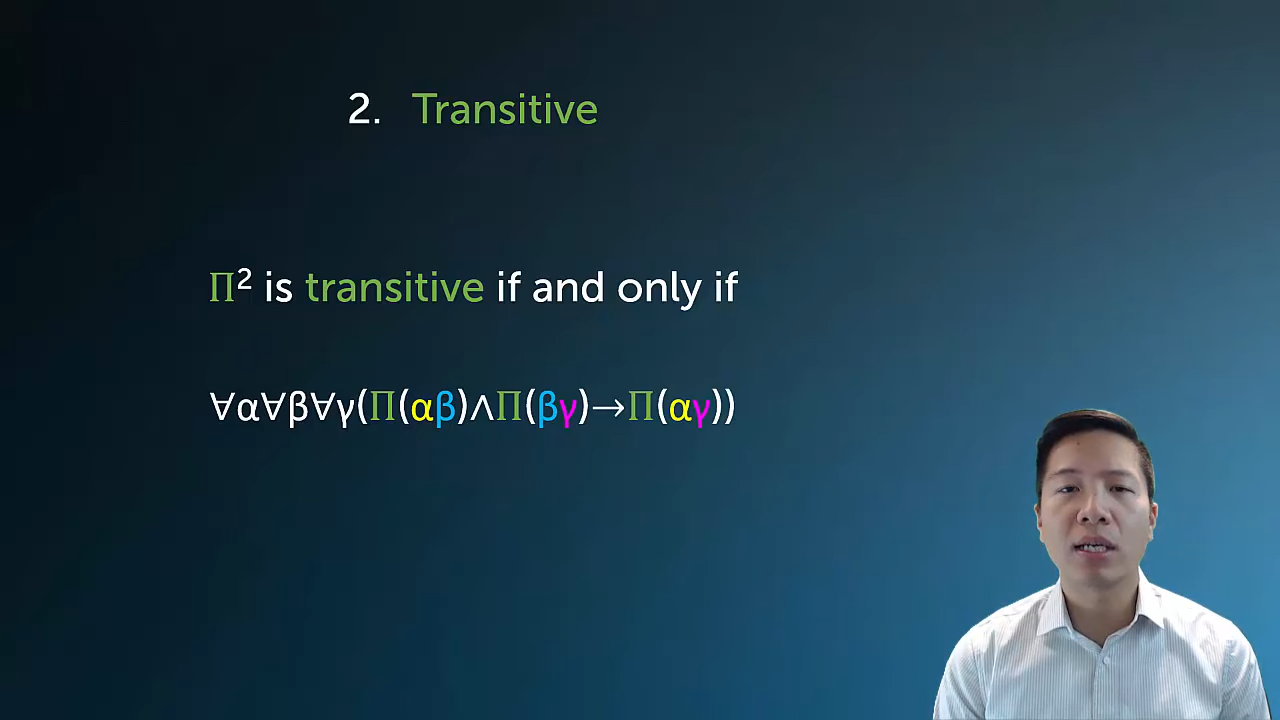 2. Transitive
Π² is transitive if and only if
∀α∀β∀γ(Π(αβ)∧Π(βγ)→Π(αγ))